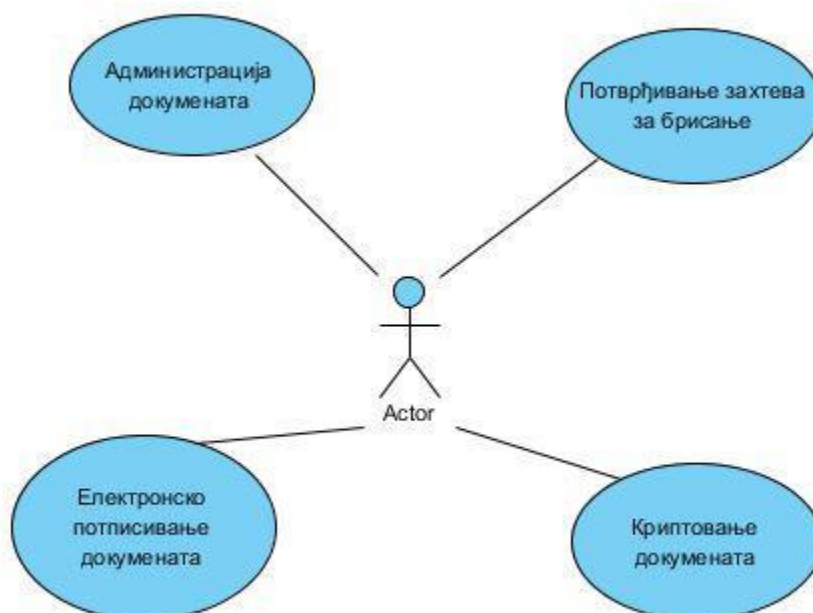 Администрација
докумената
Потврђивање захтева
за брисање
Actor
Електронско
потписивање
докумената
Криптовање
докумената